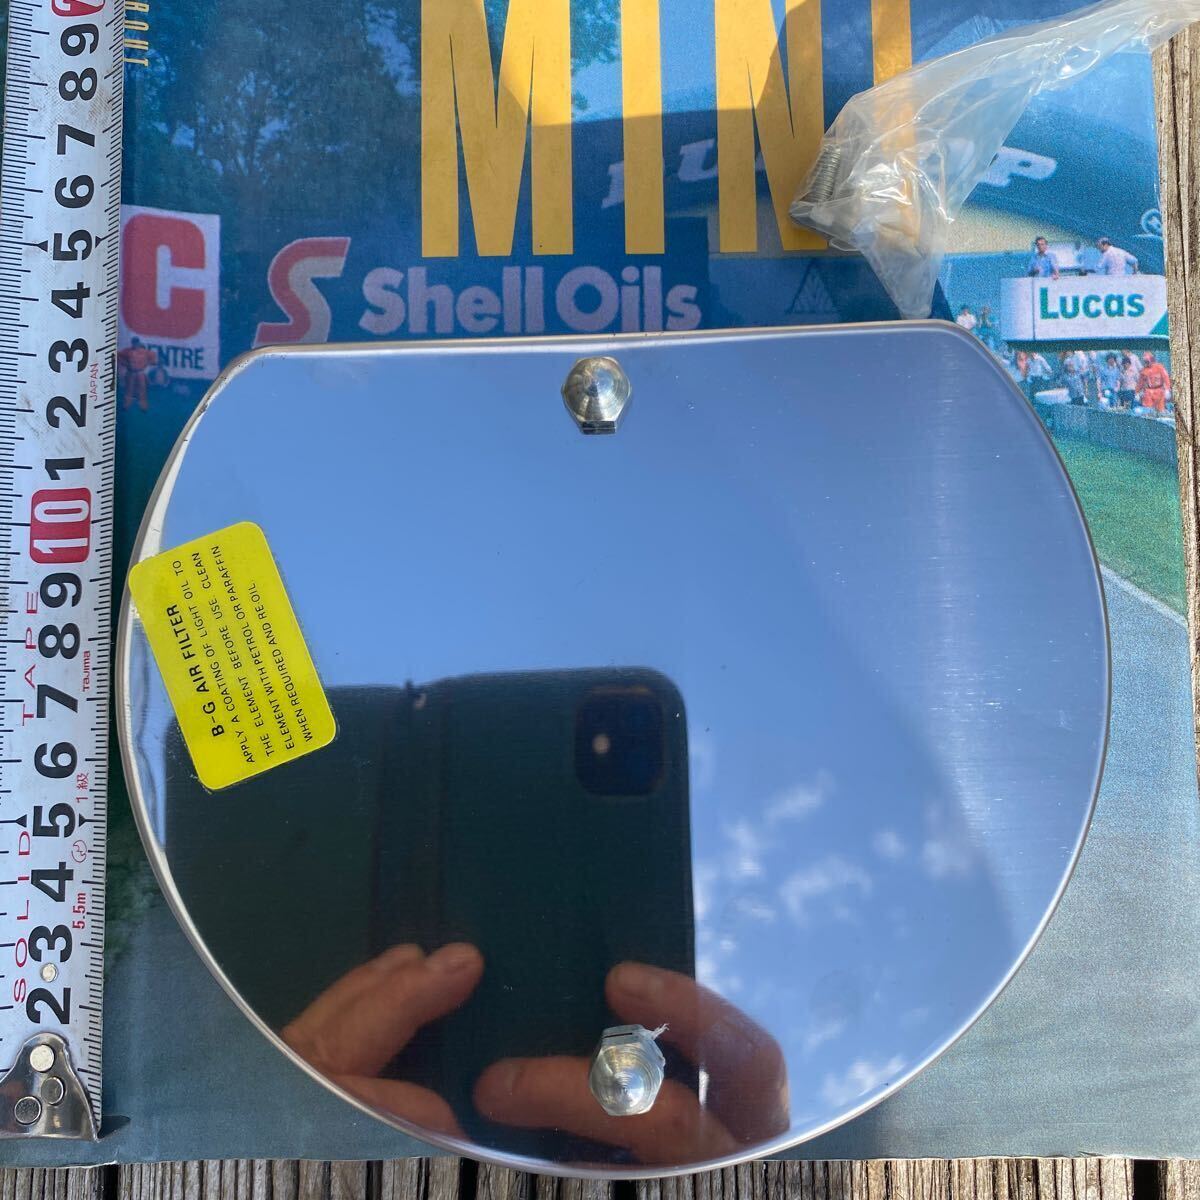 MINI
DUNLOP
C
ENTRE
S Shell Oils
Lucas
B-G AIR FILTER
APPLY A COATING OF LIGHT OIL TO
THE ELEMENT BEFORE USE. CLEAN
ELEMENT WITH PETROL OR PARAFFIN
WHEN REQUIRED AND RE OIL.
9
8
7
6
5
4
3
2
JAPAN
1
10
9
8
7
6
5
4
3
2
SOLID TAPE
Tajima
1級
5.5m